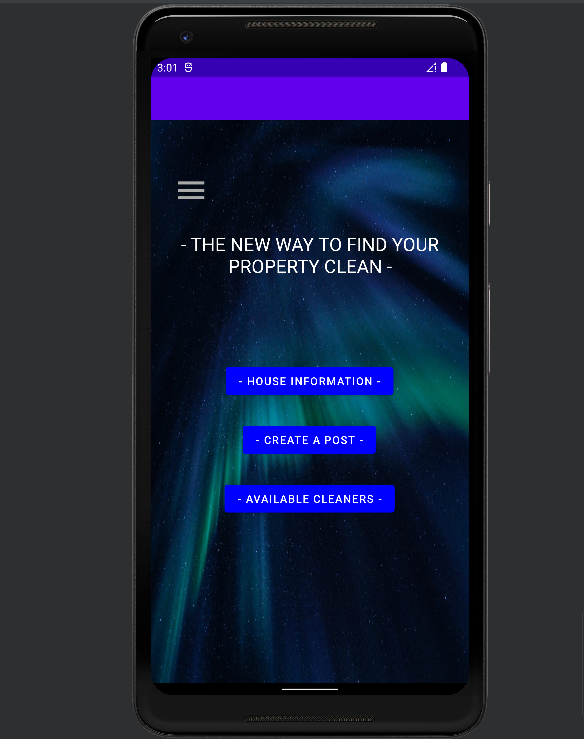 3:01
- THE NEW WAY TO FIND YOUR
PROPERTY CLEAN -
- HOUSE INFORMATION -
- CREATE A POST -
- AVAILABLE CLEANERS -